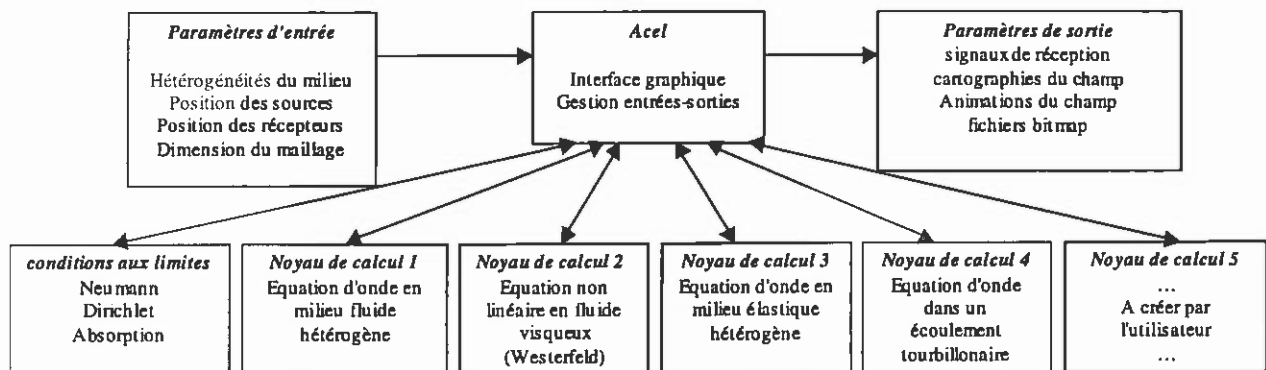 Paramètres d'entrée
Hétérogénéités du milieu
Position des sources
Position des récepteurs
Dimension du maillage
Acel
Interface graphique
Gestion entrées-sorties
Paramètres de sortie
signaux de réception
cartographies du champ
Animations du champ
fichiers bitmap
conditions aux limites
Neumann
Dirichlet
Absorption
Noyau de calcul 1
Equation d'onde en
milieu fluide
hétérogène
Noyau de calcul 2
Equation non
linéaire en fluide
visqueux
(Westerfeld)
Noyau de calcul 3
Equation d'onde en
milieu élastique
hétérogène
Noyau de calcul 4
Equation d'onde
dans un
écoulement
tourbillonaire
Noyau de calcul 5
...
A créer par
l'utilisateur
...